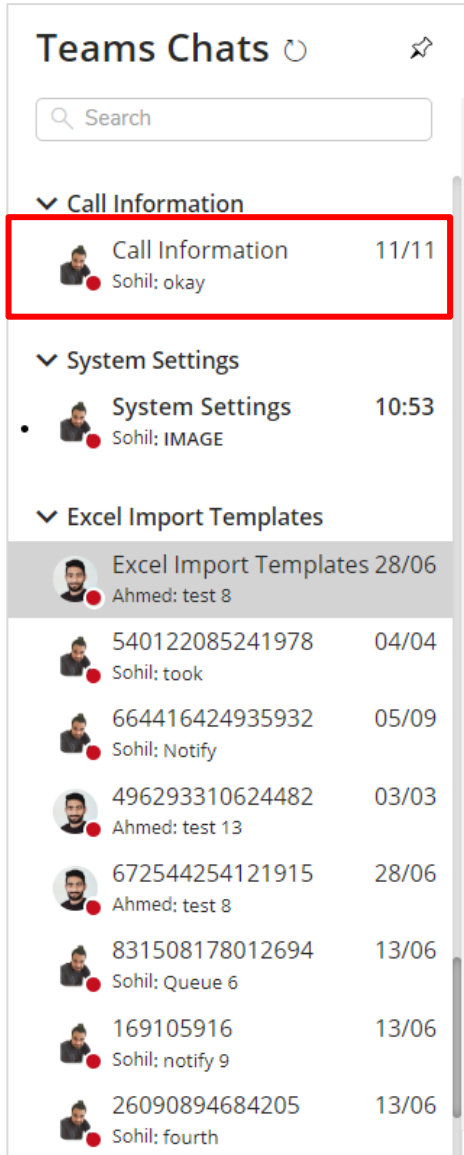 Teams Chats
Search
Call Information
Call Information 11/11
Sohil: okay
System Settings
System Settings 10:53
Sohil: IMAGE
Excel Import Templates
Excel Import Templates 28/06
Ahmed: test 8
540122085241978 04/04
Sohil: took
664416424935932 05/09
Sohil: Notify
496293310624482 03/03
Ahmed: test 13
672544254121915 28/06
Ahmed: test 8
831508178012694 13/06
Sohil: Queue 6
169105916 13/06
Sohil: notify 9
26090894684205 13/06
Sohil: fourth